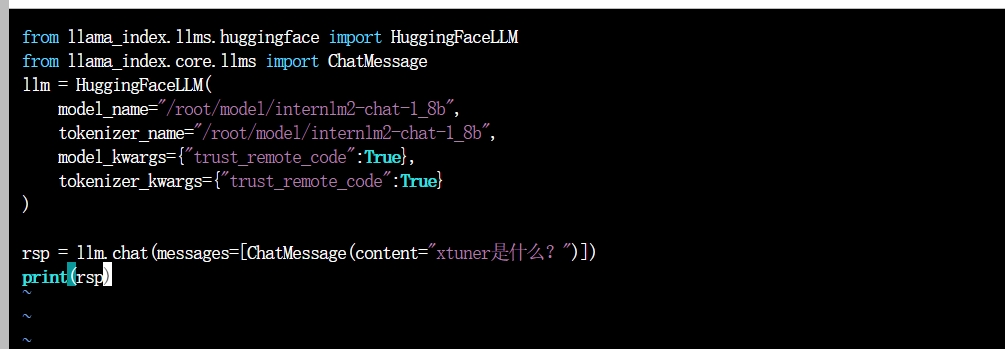 from llama_index.llms.huggingface import HuggingFaceLLM
from llama_index.core.llms import ChatMessage
llm = HuggingFaceLLM(
    model_name="/root/model/internlm2-chat-1_8b",
    tokenizer_name="/root/model/internlm2-chat-1_8b",
    model_kwargs={"trust_remote_code":True},
    tokenizer_kwargs={"trust_remote_code":True}
)
rsp = llm.chat(messages=[ChatMessage(content="xtuner是什么？")])
print(rsp)
~
~
~